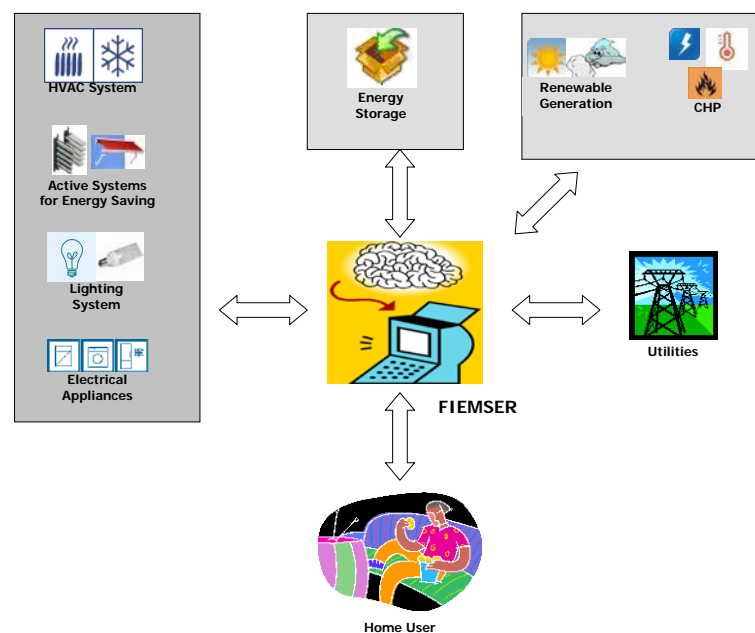 HVAC System
Active Systems
for Energy Saving
Lighting
System
Electrical
Appliances
Energy
Storage
Renewable
Generation
CHP
Utilities
FIEMSER
Home User